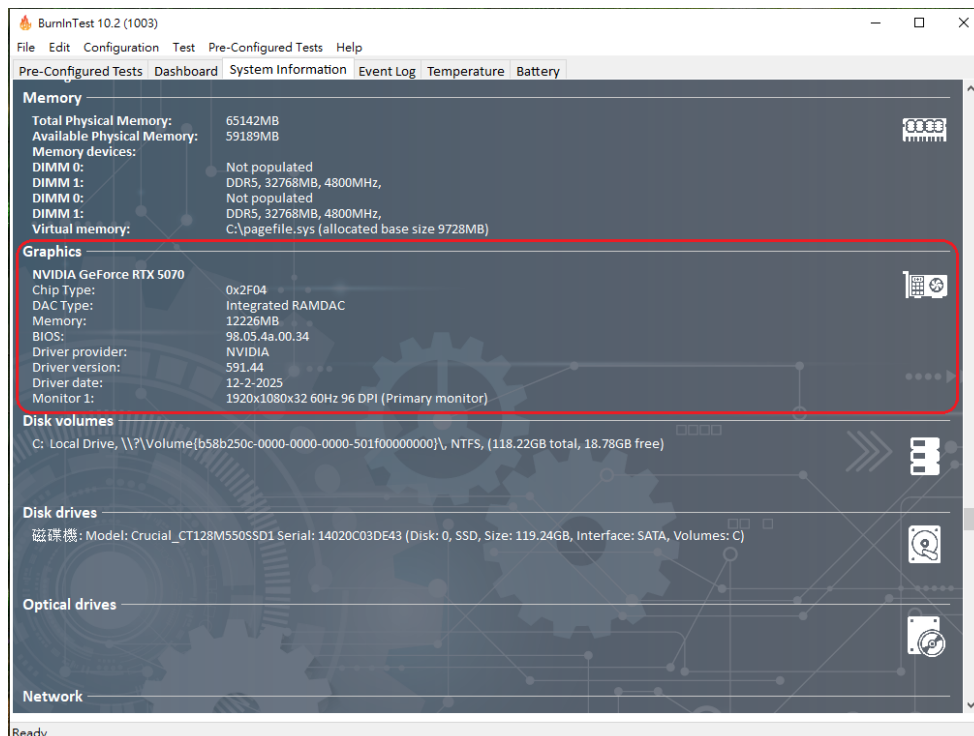 BurnInTest 10.2 (1003)
File Edit Configuration Test Pre-Configured Tests Help
Pre-Configured Tests Dashboard System Information Event Log Temperature Battery
Memory
Total Physical Memory: 65142MB
Available Physical Memory: 59189MB
Memory devices:
DIMM 0: Not populated
DIMM 1: DDR5, 32768MB, 4800MHz,
DIMM 0: Not populated
DIMM 1: DDR5, 32768MB, 4800MHz,
Virtual memory: C:\pagefile.sys (allocated base size 9728MB)
Graphics
NVIDIA GeForce RTX 5070
Chip Type: 0x2F04
DAC Type: Integrated RAMDAC
Memory: 12226MB
BIOS: 98.05.4a.00.34
Driver provider: NVIDIA
Driver version: 591.44
Driver date: 12-2-2025
Monitor 1: 1920x1080x32 60Hz 96 DPI (Primary monitor)
Disk volumes
C: Local Drive, \\?\Volume{b58b250c-0000-0000-0000-501f00000000}\, NTFS, (118.22GB total, 18.78GB free)
Disk drives
磁碟機: Model: Crucial_CT128M550SSD1 Serial: 14020C03DE43 (Disk: 0, SSD, Size: 119.24GB, Interface: SATA, Volumes: C)
Optical drives
Network
Ready